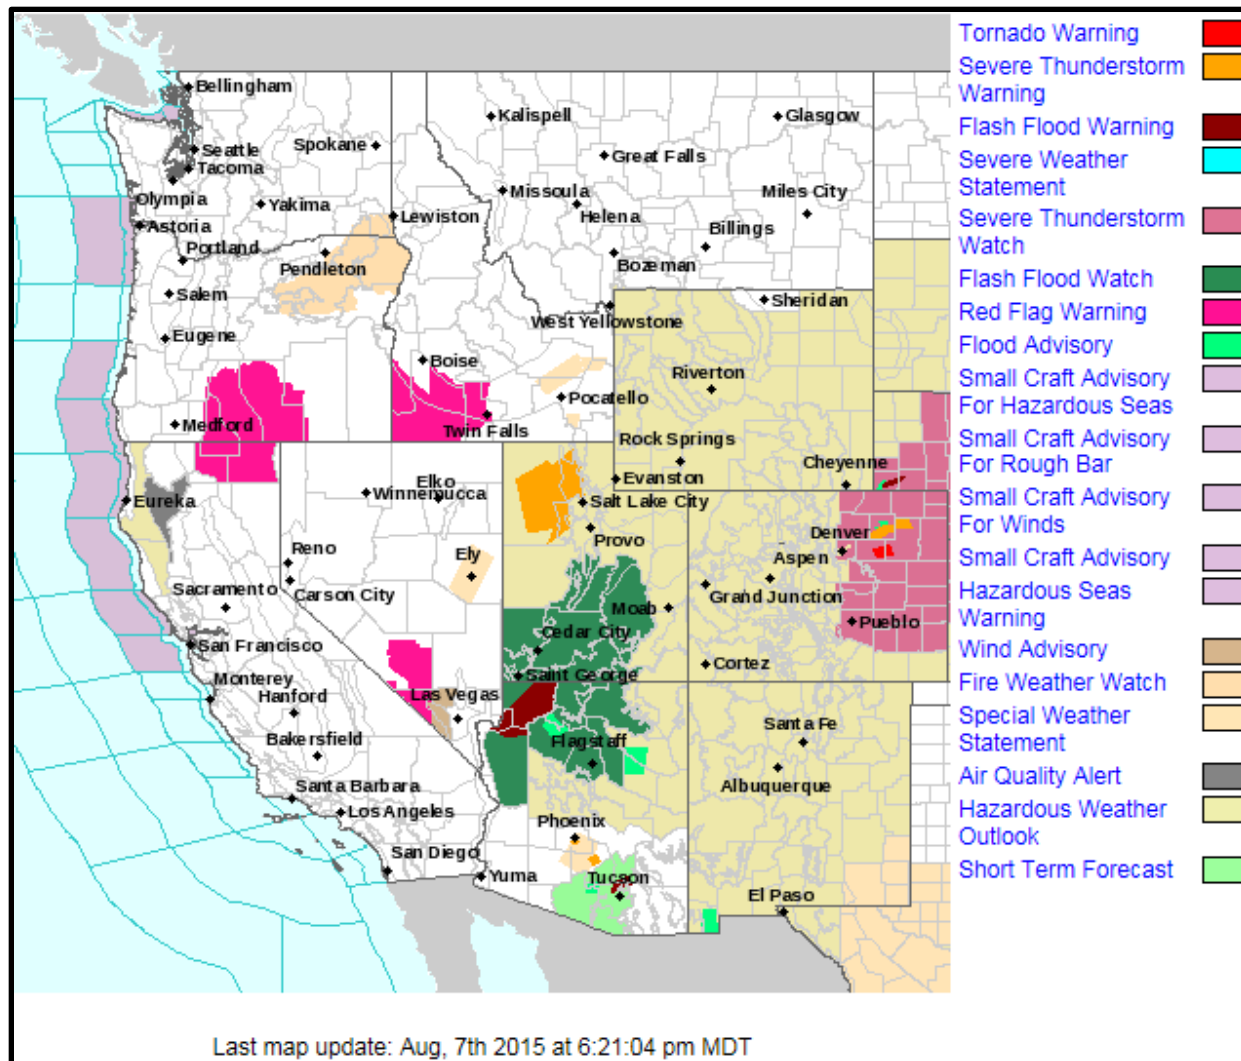 Bellingham
Seattle
Tacoma
Olympia
Astoria
Spokane
Yakima
Lewiston
Portland
Pendleton
Salem
Eugene
Medford
Kalispell
Glasgow
Great Falls
Missoula
Helena
Miles City
Billings
Bozeman
West Yellowstone
Sheridan
Boise
Pocatello
Twin Falls
Riverton
Rock Springs
Evanston
Cheyenne
Eureka
Winnemucca
Elko
Salt Lake City
Provo
Reno
Carson City
Ely
Sacramento
San Francisco
Monterey
Hanford
Bakersfield
Santa Barbara
Los Angeles
San Diego
Las Vegas
Cedar City
Saint George
Moab
Grand Junction
Aspen
Denver
Pueblo
Cortez
Flagstaff
Phoenix
Yuma
Tucson
Santa Fe
Albuquerque
El Paso
Tornado Warning
Severe Thunderstorm
Warning
Flash Flood Warning
Severe Weather
Statement
Severe Thunderstorm
Watch
Flash Flood Watch
Red Flag Warning
Flood Advisory
Small Craft Advisory
For Hazardous Seas
Small Craft Advisory
For Rough Bar
Small Craft Advisory
For Winds
Small Craft Advisory
Hazardous Seas
Warning
Wind Advisory
Fire Weather Watch
Special Weather
Statement
Air Quality Alert
Hazardous Weather
Outlook
Short Term Forecast
Last map update: Aug, 7th 2015 at 6:21:04 pm MDT